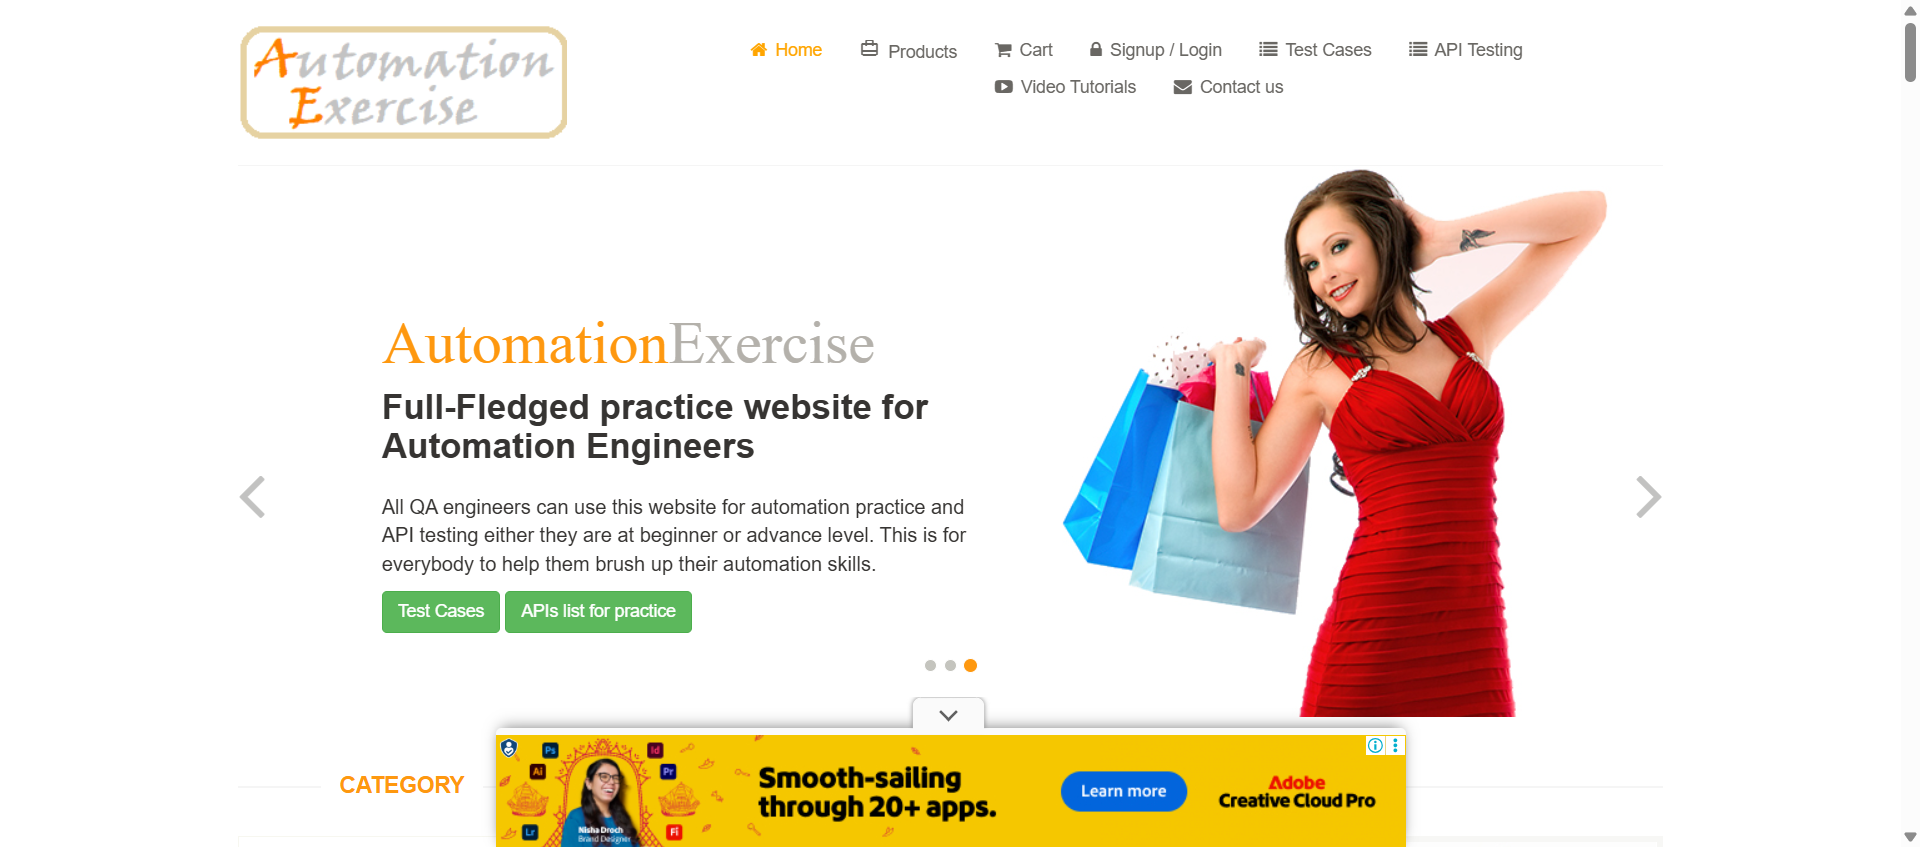 Automation
Exercise
Home
Products
Cart
Signup / Login
Test Cases
API Testing
Video Tutorials
Contact us
AutomationExercise
Full-Fledged practice website for
Automation Engineers
All QA engineers can use this website for automation practice and
API testing either they are at beginner or advance level. This is for
everybody to help them brush up their automation skills.
Test Cases
APIs list for practice
CATEGORY
Ps
Id
Ai
Pr
Lr
Fi
Nisha Droch
Brand Designer
Smooth-sailing
through 20+ apps.
Learn more
Adobe
Creative Cloud Pro